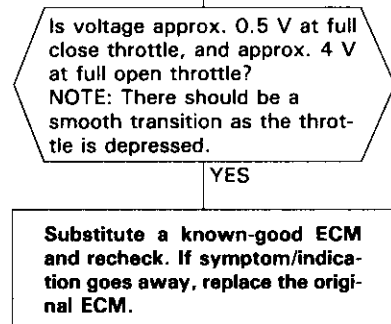 Is voltage approx. 0.5 V at full
close throttle, and approx. 4 V
at full open throttle?
NOTE: There should be a
smooth transition as the throt-
tle is depressed.
YES
Substitute a known-good ECM
and recheck. If symptom/indica-
tion goes away, replace the origi-
nal ECM.